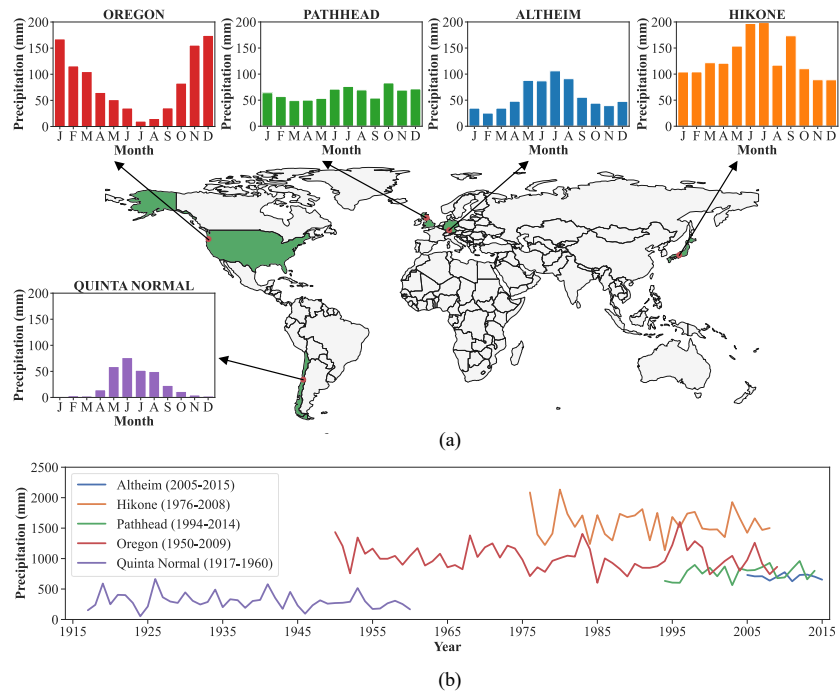 (a)
OREGON
PATHHEAD
ALTHEIM
HIKONE
Precipitation (mm)
200
150
100
50
0
J F M A M J J A S O N D
Month
Precipitation (mm)
200
150
100
50
0
J F M A M J J A S O N D
Month
Precipitation (mm)
200
150
100
50
0
J F M A M J J A S O N D
Month
Precipitation (mm)
200
150
100
50
0
J F M A M J J A S O N D
Month
QUINTA NORMAL
Precipitation (mm)
200
150
100
50
0
J F M A M J J A S O N D
Month
(a)
Precipitation (mm)
2500
2000
1500
1000
500
0
Altheim (2005-2015)
Hikone (1976-2008)
Pathhead (1994-2014)
Oregon (1950-2009)
Quinta Normal (1917-1960)
1915 1925 1935 1945 1955 1965 1975 1985 1995 2005 2015
Year
(b)